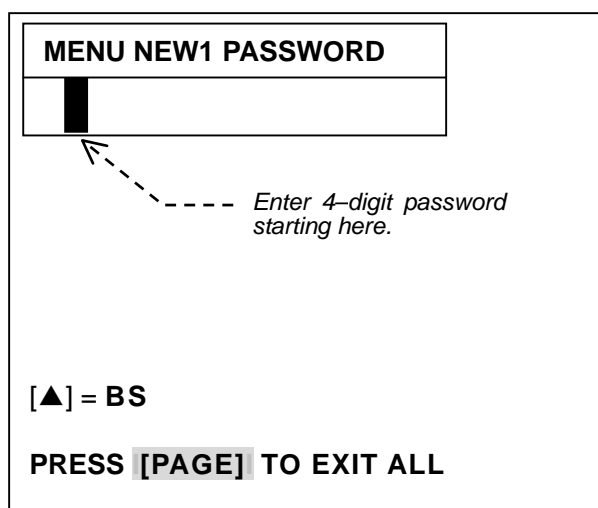 MENU NEW1 PASSWORD
Enter 4–digit password
starting here.
[▲] = BS
PRESS [PAGE] TO EXIT ALL